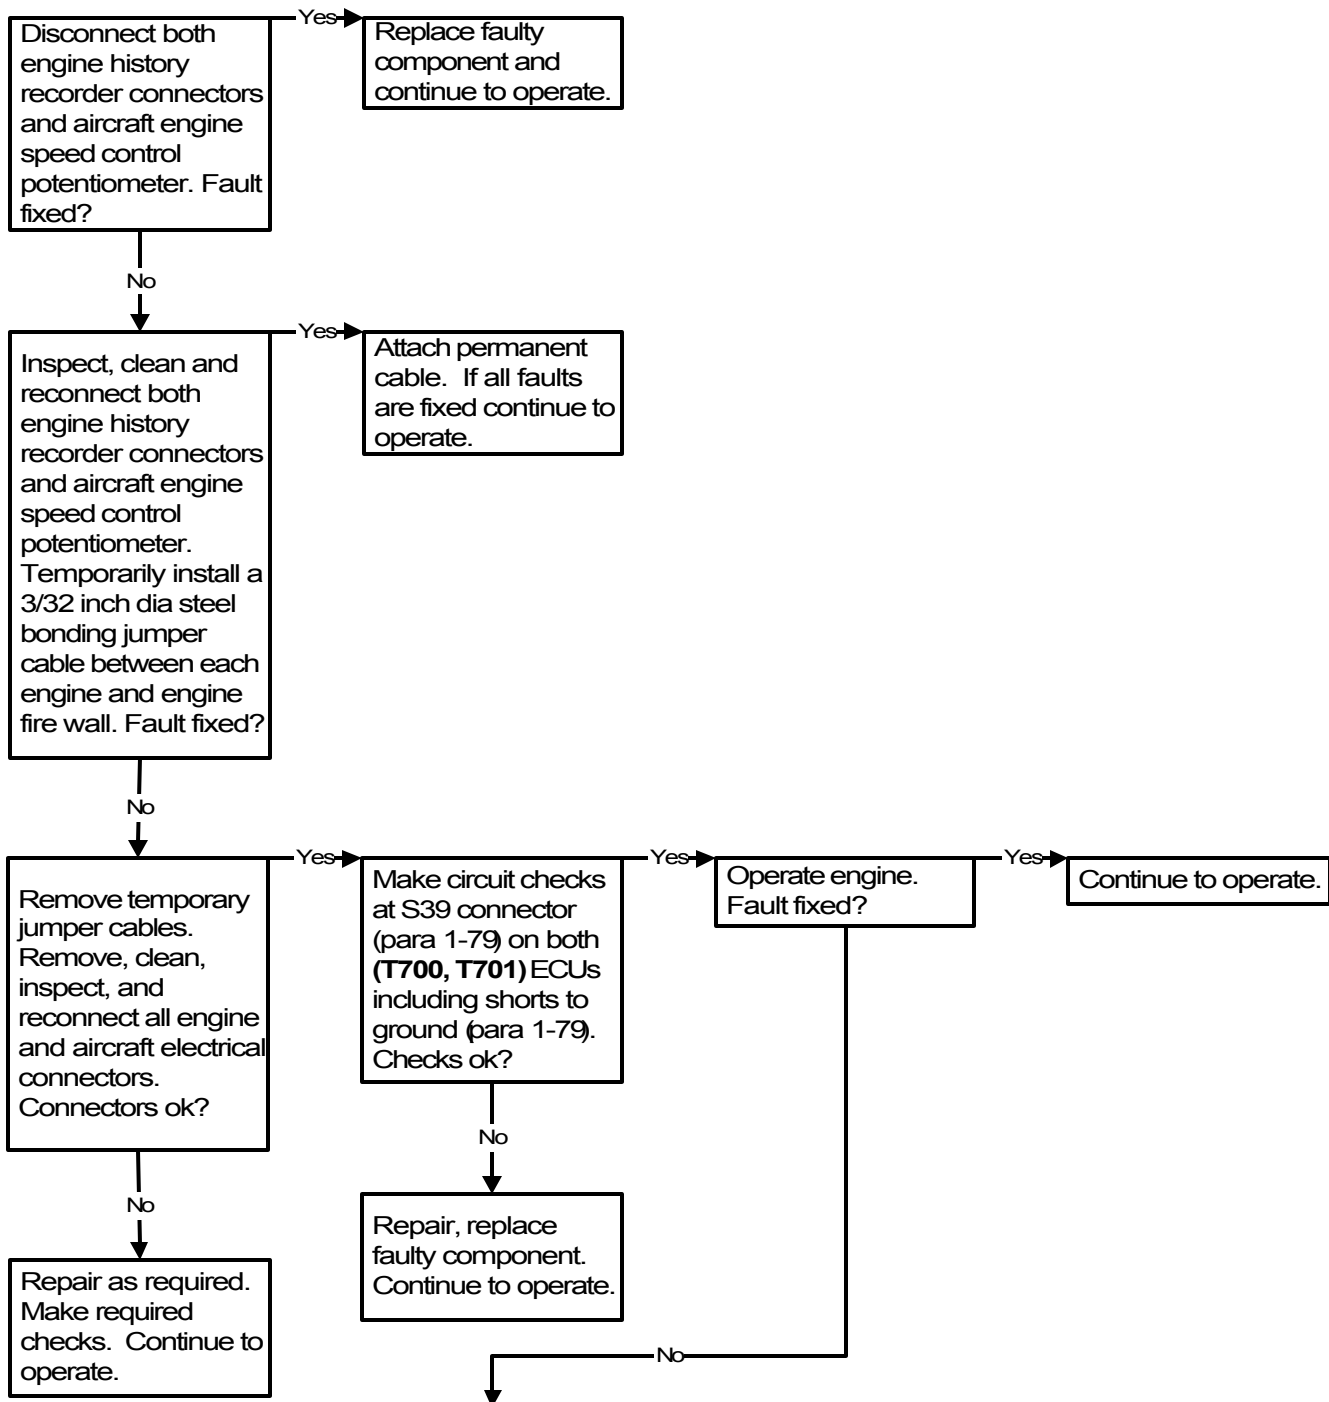 Disconnect both
engine history
recorder connectors
and aircraft engine
speed control
potentiometer. Fault
fixed?
Yes
Replace faulty
component and
continue to operate.
No
Inspect, clean and
reconnect both
engine history
recorder connectors
and aircraft engine
speed control
potentiometer.
Temporarily install a
3/32 inch dia steel
bonding jumper
cable between each
engine and engine
fire wall. Fault fixed?
Yes
Attach permanent
cable. If all faults
are fixed continue to
operate.
No
Remove temporary
jumper cables.
Remove, clean,
inspect, and
reconnect all engine
and aircraft electrical
connectors.
Connectors ok?
Yes
Make circuit checks
at S39 connector
(para 1-79) on both
(T700, T701) ECUs
including shorts to
ground (para 1-79).
Checks ok?
Yes
Operate engine.
Fault fixed?
Yes
Continue to operate.
No
Repair as required.
Make required
checks. Continue to
operate.
No
Repair, replace
faulty component.
Continue to operate.
No